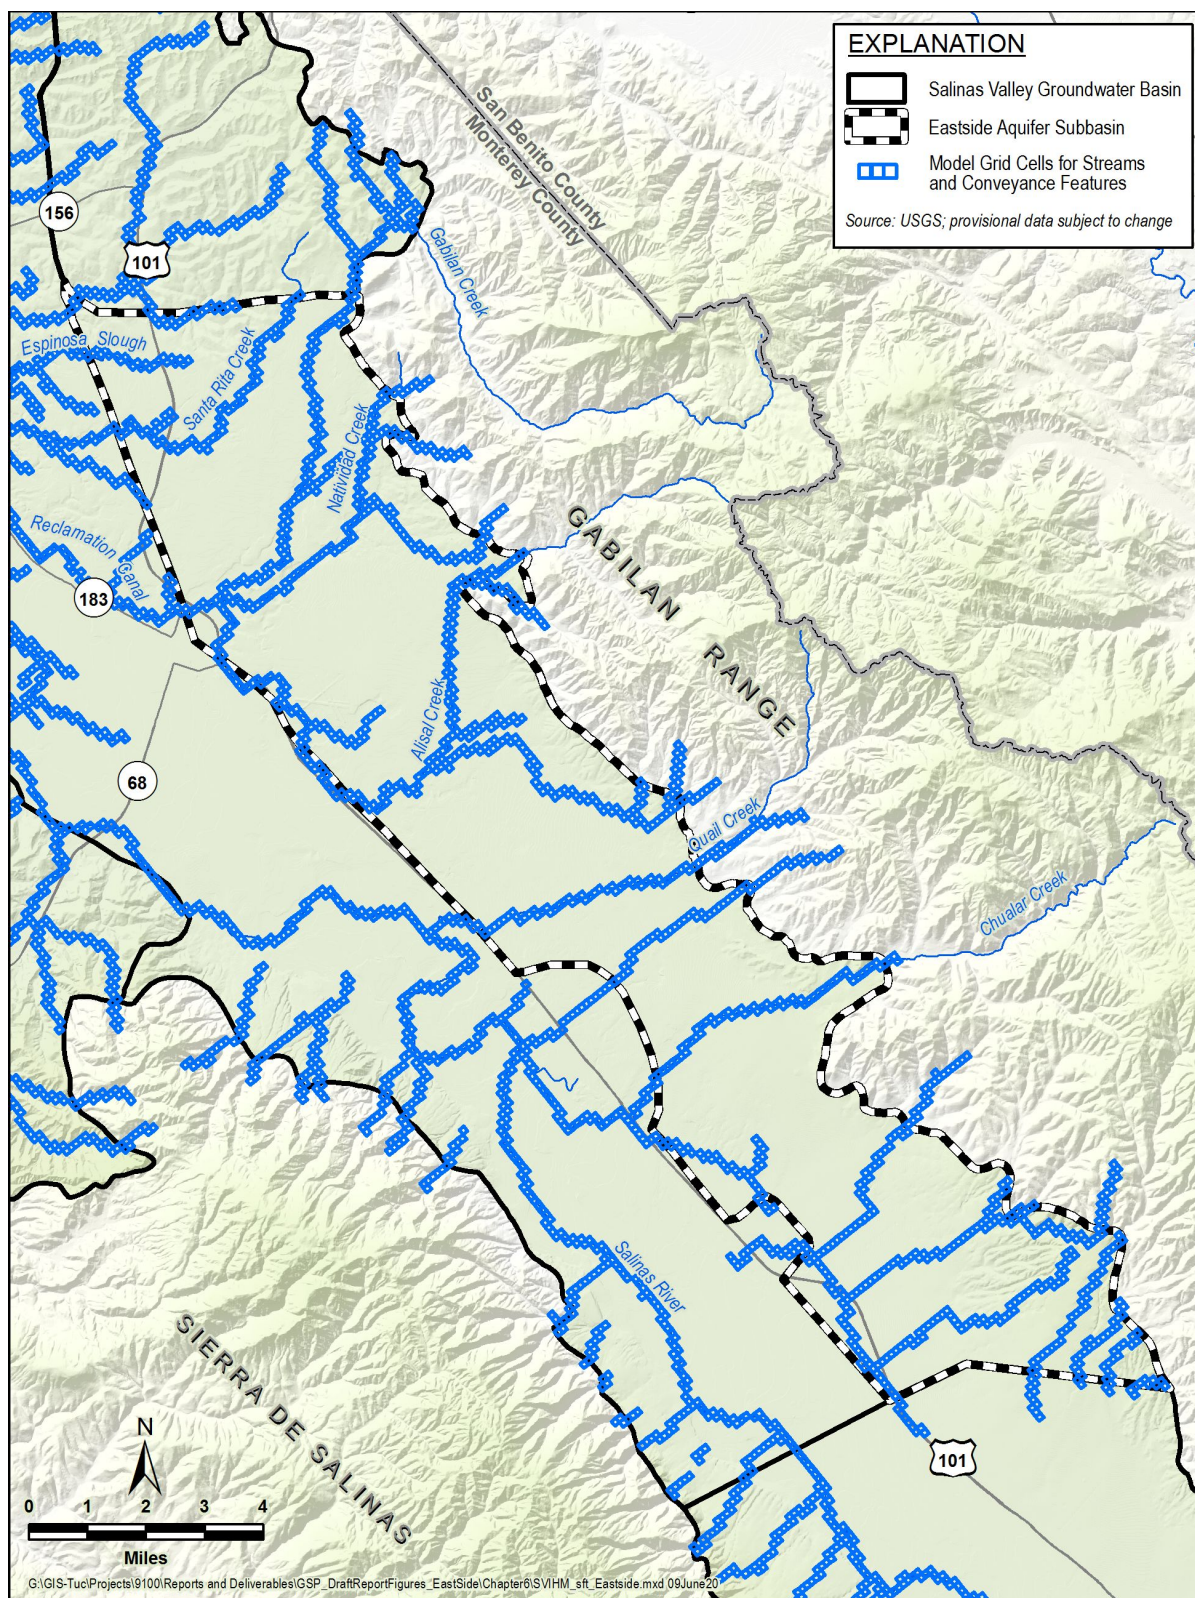 EXPLANATION
Salinas Valley Groundwater Basin
Eastside Aquifer Subbasin
Model Grid Cells for Streams
and Conveyance Features
Source: USGS; provisional data subject to change
San Benito County
Monterey County
156
101
Gabilan Creek
Espinosa Slough
Santa Rita Creek
Natividad Creek
Reclamation Canal
183
GABILAN RANGE
Alisal Creek
68
Quail Creek
Chualar Creek
Salinas River
SIERRA DE SALINAS
101
N
0 1 2 3 4
Miles
G:\GIS-Tuc\Projects\9100\Reports and Deliverables\GSP_DraftReportFigures_EastSide\Chapter6\SVIHM_sft_Eastside.mxd 09June20